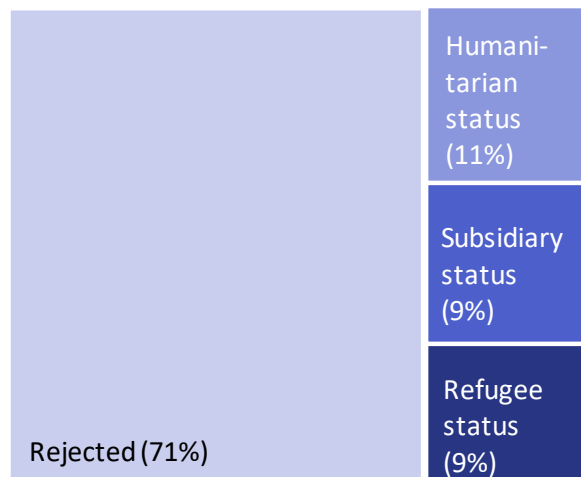 Humani-
tarian
status
(11%)
Subsidiary
status
(9%)
Refugee
status
(9%)
Rejected (71%)